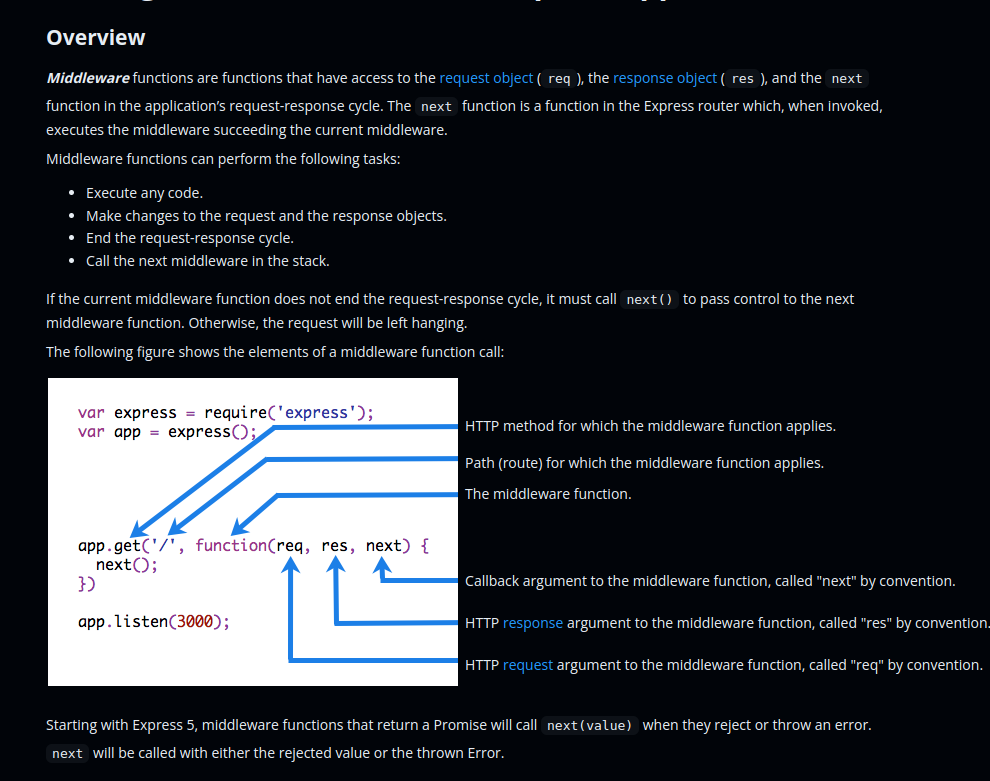 Overview
Middleware functions are functions that have access to the request object ( req ), the response object ( res ), and the next
function in the application’s request-response cycle. The next function is a function in the Express router which, when invoked,
executes the middleware succeeding the current middleware.
Middleware functions can perform the following tasks:
• Execute any code.
• Make changes to the request and the response objects.
• End the request-response cycle.
• Call the next middleware in the stack.
If the current middleware function does not end the request-response cycle, it must call next() to pass control to the next
middleware function. Otherwise, the request will be left hanging.
The following figure shows the elements of a middleware function call:
var express = require('express');
var app = express();
HTTP method for which the middleware function applies.
Path (route) for which the middleware function applies.
The middleware function.
app.get('/', function(req, res, next) {
next();
})
app.listen(3000);
Callback argument to the middleware function, called "next" by convention.
HTTP response argument to the middleware function, called "res" by convention.
HTTP request argument to the middleware function, called "req" by convention.
Starting with Express 5, middleware functions that return a Promise will call next(value) when they reject or throw an error.
next will be called with either the rejected value or the thrown Error.